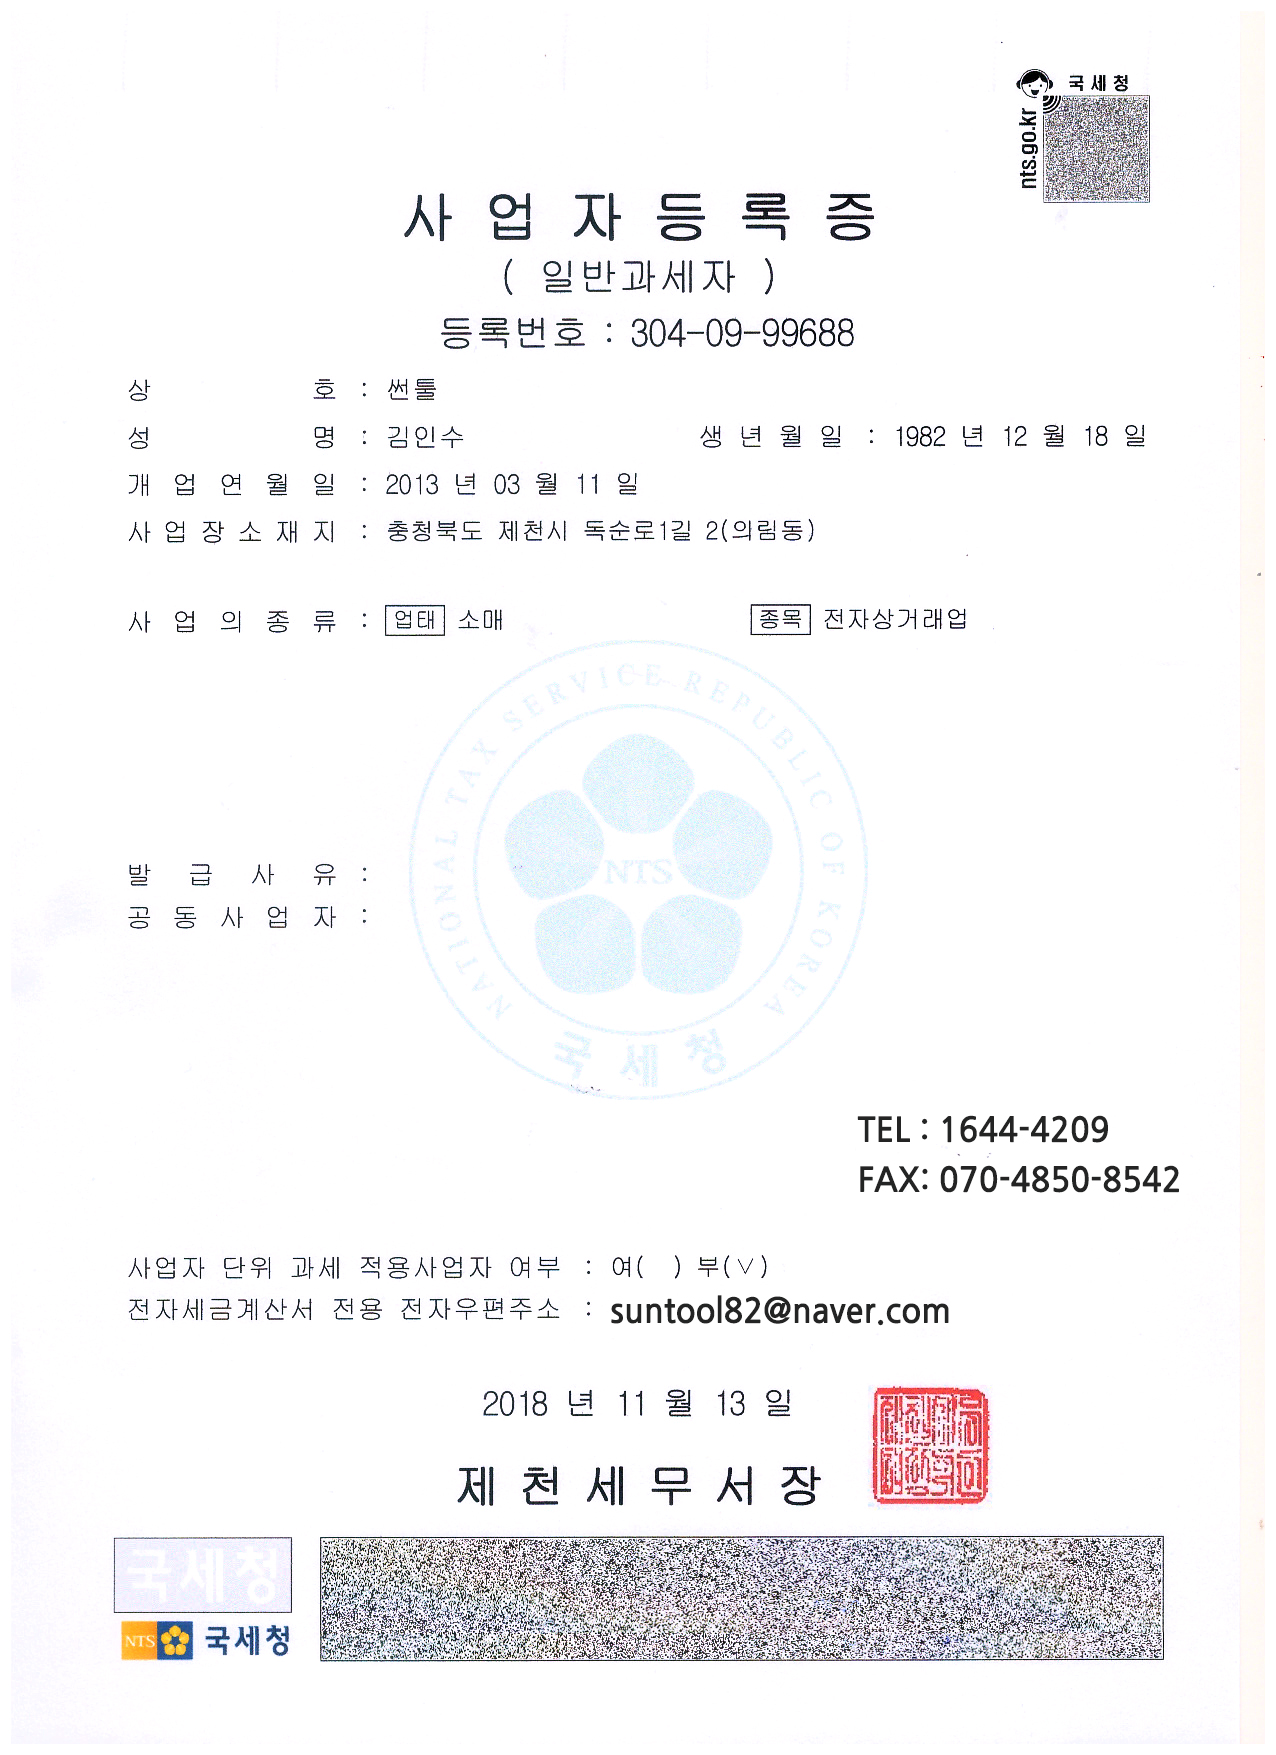 국세청
nts.go.kr
사업자등록증
( 일반과세자 )
등록번호 : 304-09-99688
상 호 : 썬툴
성 명 : 김인수 생 년 월 일 : 1982 년 12 월 18 일
개 업 연 월 일 : 2013 년 03 월 11 일
사 업 장 소 재 지 : 충청북도 제천시 독순로1길 2(의림동)
사 업 의 종 류 : 업태 소매 종목 전자상거래업
NATIONAL TAX SERVICE REPUBLIC OF KOREA
NTS
국세청
발 급 사 유 :
공 동 사 업 자 :
TEL : 1644-4209
FAX: 070-4850-8542
사업자 단위 과세 적용사업자 여부 : 여( ) 부(∨)
전자세금계산서 전용 전자우편주소 : suntool82@naver.com
2018 년 11 월 13 일
제천세무서장
국세청
NTS 국세청